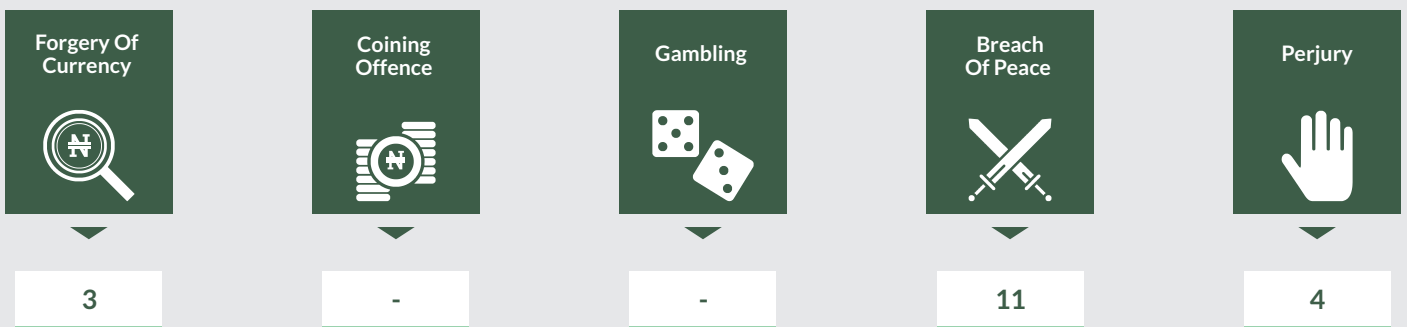 Forgery Of
Currency
Coining
Offence
Gambling
Breach
Of Peace
Perjury
₦
₦
3
-
-
11
4